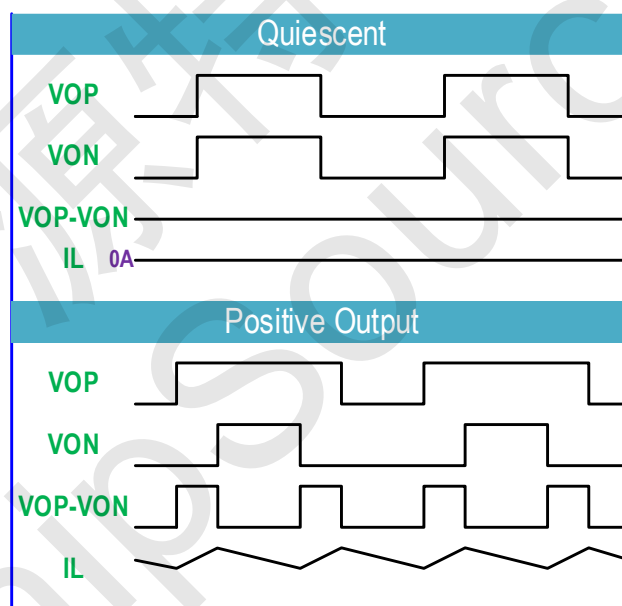 Quiescent
VOP
VON
VOP-VON
IL 0A
Positive Output
VOP
VON
VOP-VON
IL